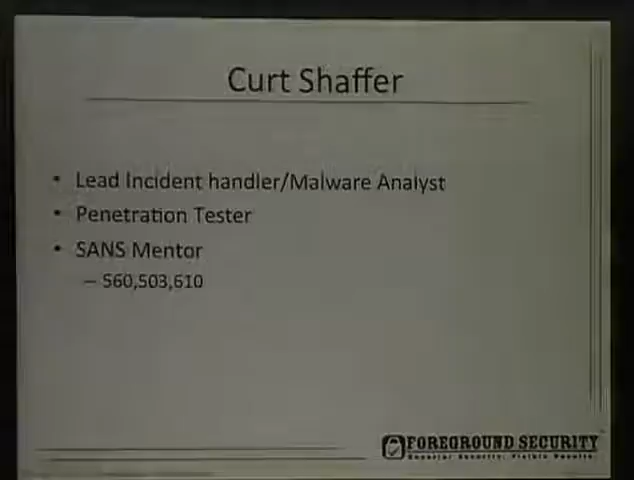 Curt Shaffer
• Lead Incident handler/Malware Analyst
• Penetration Tester
• SANS Mentor
– 560,503,610
FOREGROUND SECURITY